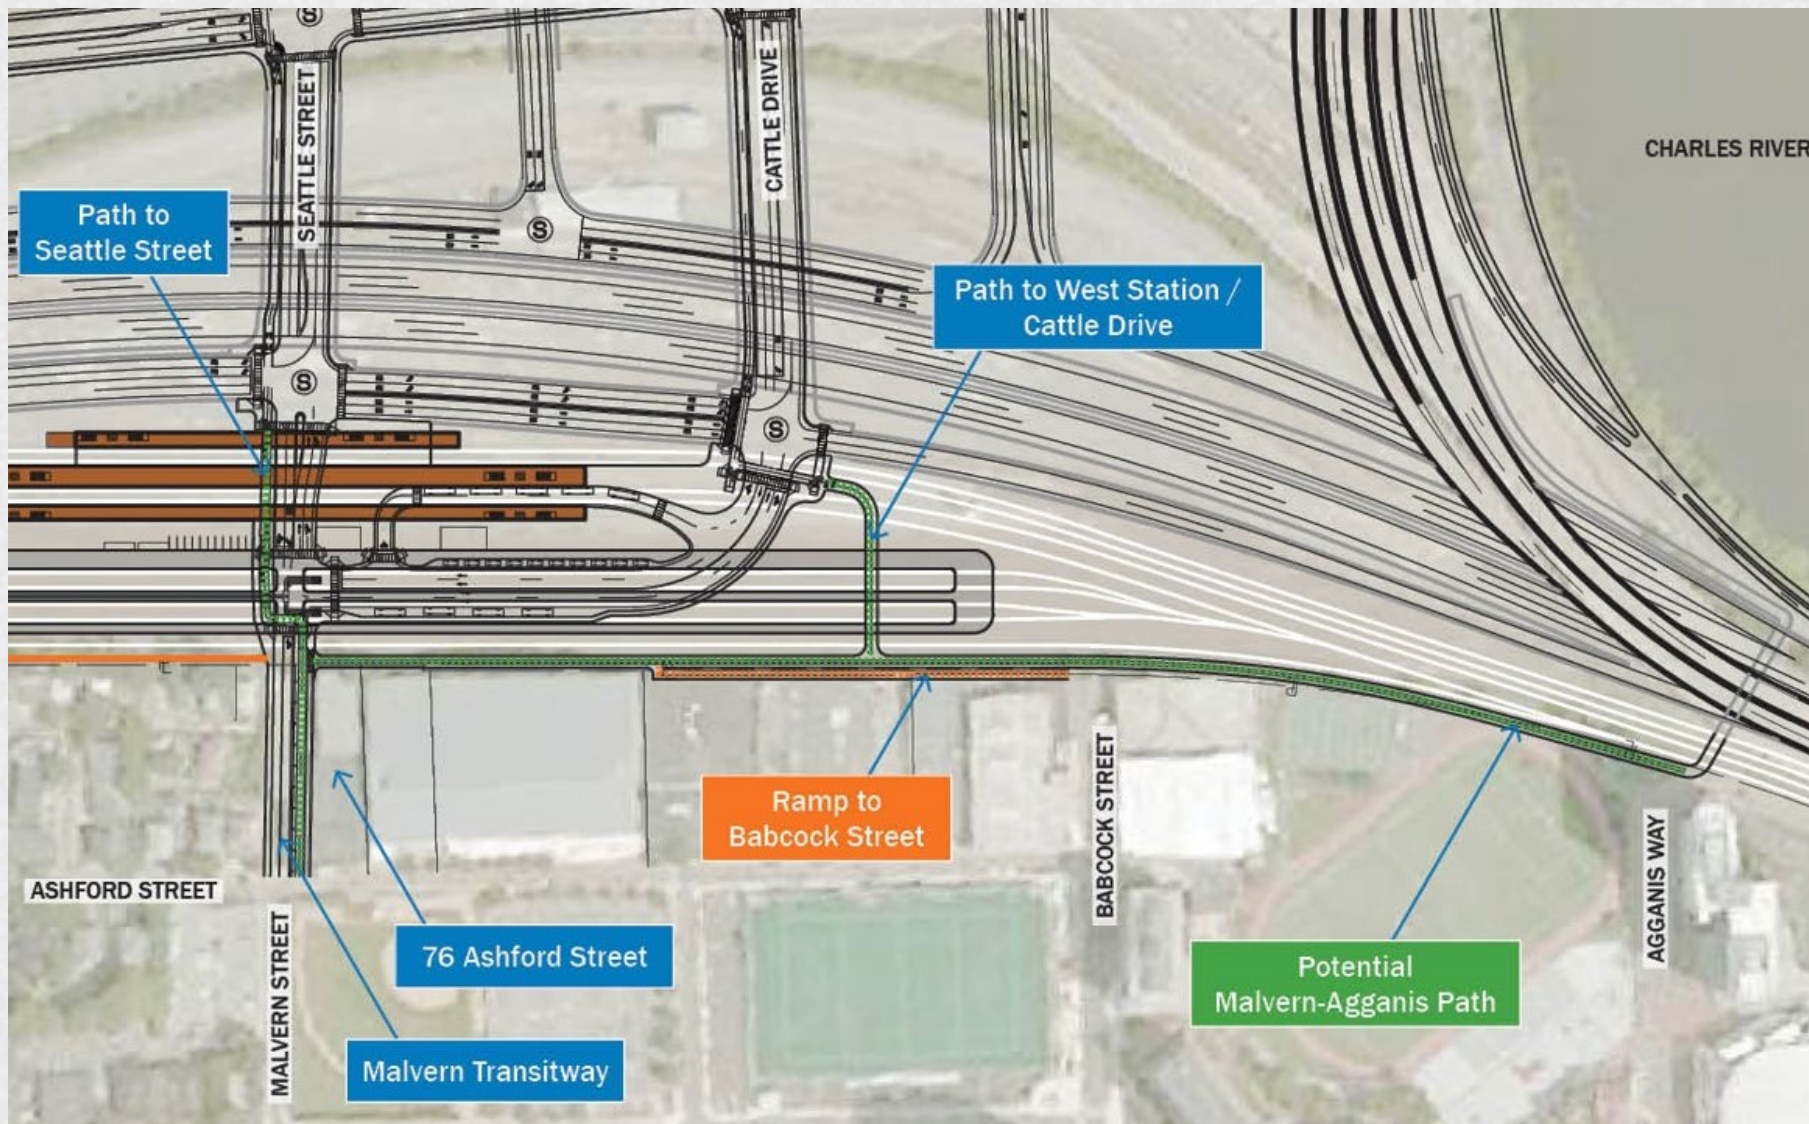 SEATTLE STREET
CATTLE DRIVE
CHARLES RIVER
Path to
Seattle Street
Path to West Station /
Cattle Drive
S
S
S
S
Ramp to
Babcock Street
BABCOCK STREET
AGGANIS WAY
ASHFORD STREET
MALVERN STREET
76 Ashford Street
Potential
Malvern-Agganis Path
Malvern Transitway